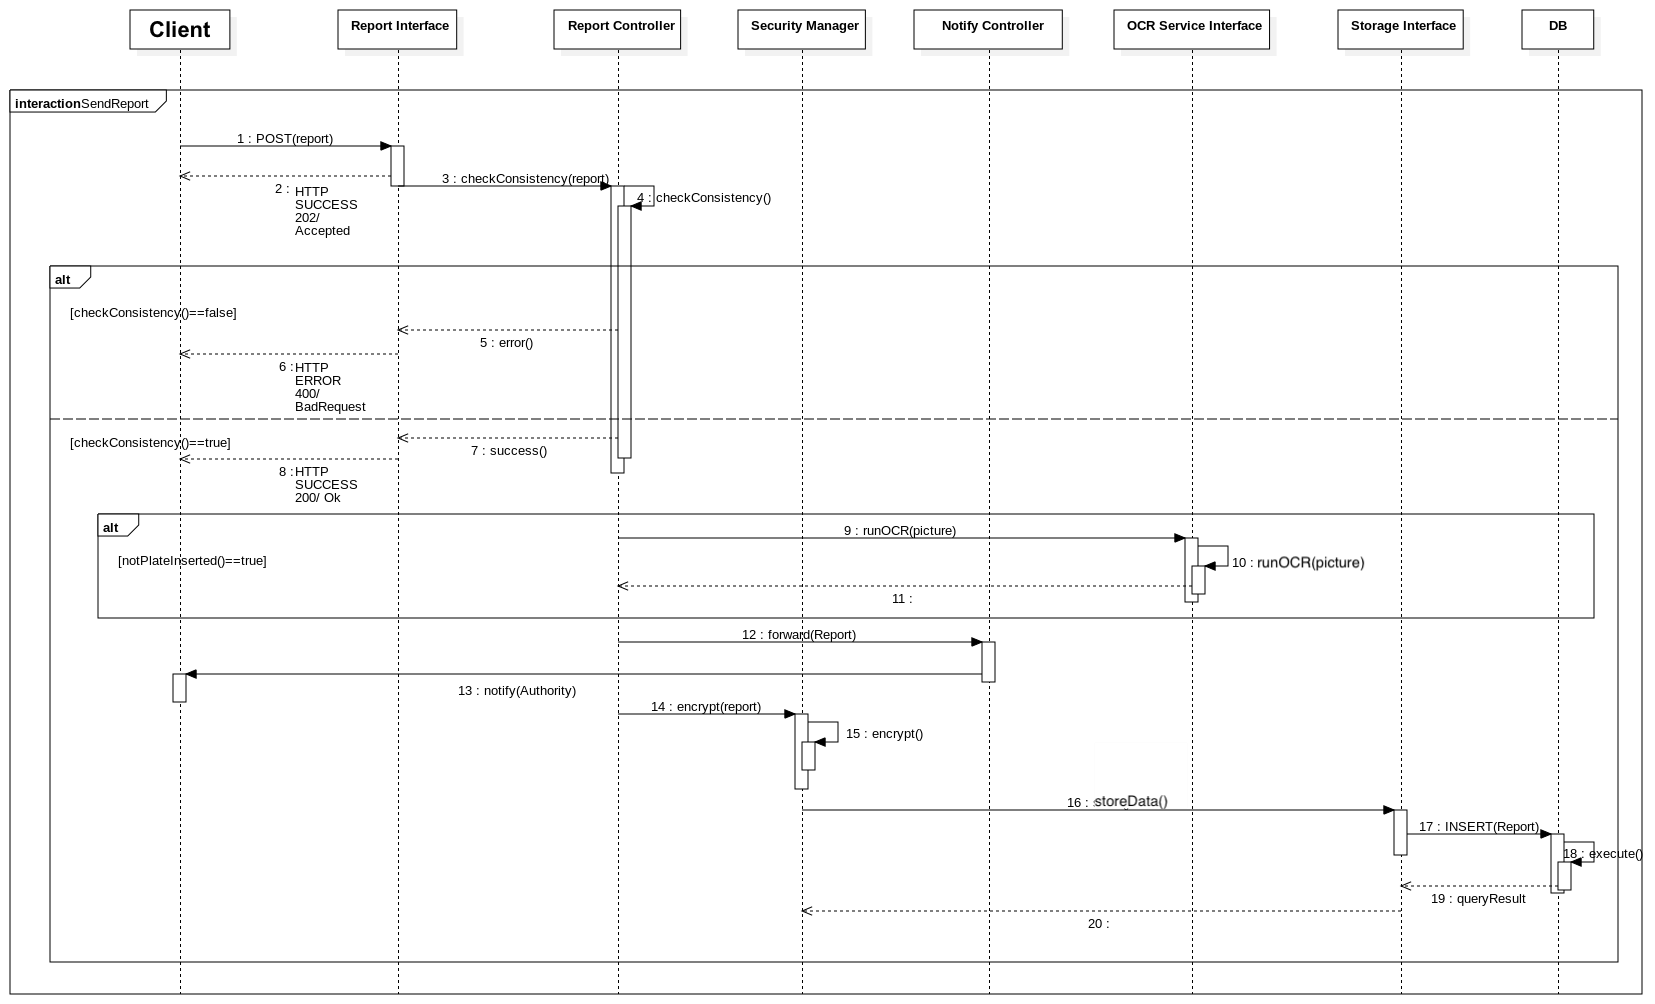 Client
Report Interface
Report Controller
Security Manager
Notify Controller
OCR Service Interface
Storage Interface
DB
interactionSendReport
1 : POST(report)
2 :
HTTP
SUCCESS
202/
Accepted
3 : checkConsistency(report)
4 : checkConsistency()
alt
[checkConsistency()==false]
5 : error()
6 :
HTTP
ERROR
400/
BadRequest
[checkConsistency()==true]
7 : success()
8 :
HTTP
SUCCESS
200/ Ok
alt
9 : runOCR(picture)
[notPlateInserted()==true]
10 : runOCR(picture)
11 :
12 : forward(Report)
13 : notify(Authority)
14 : encrypt(report)
15 : encrypt()
16 : storeData()
17 : INSERT(Report)
18 : execute()
19 : queryResult
20 :